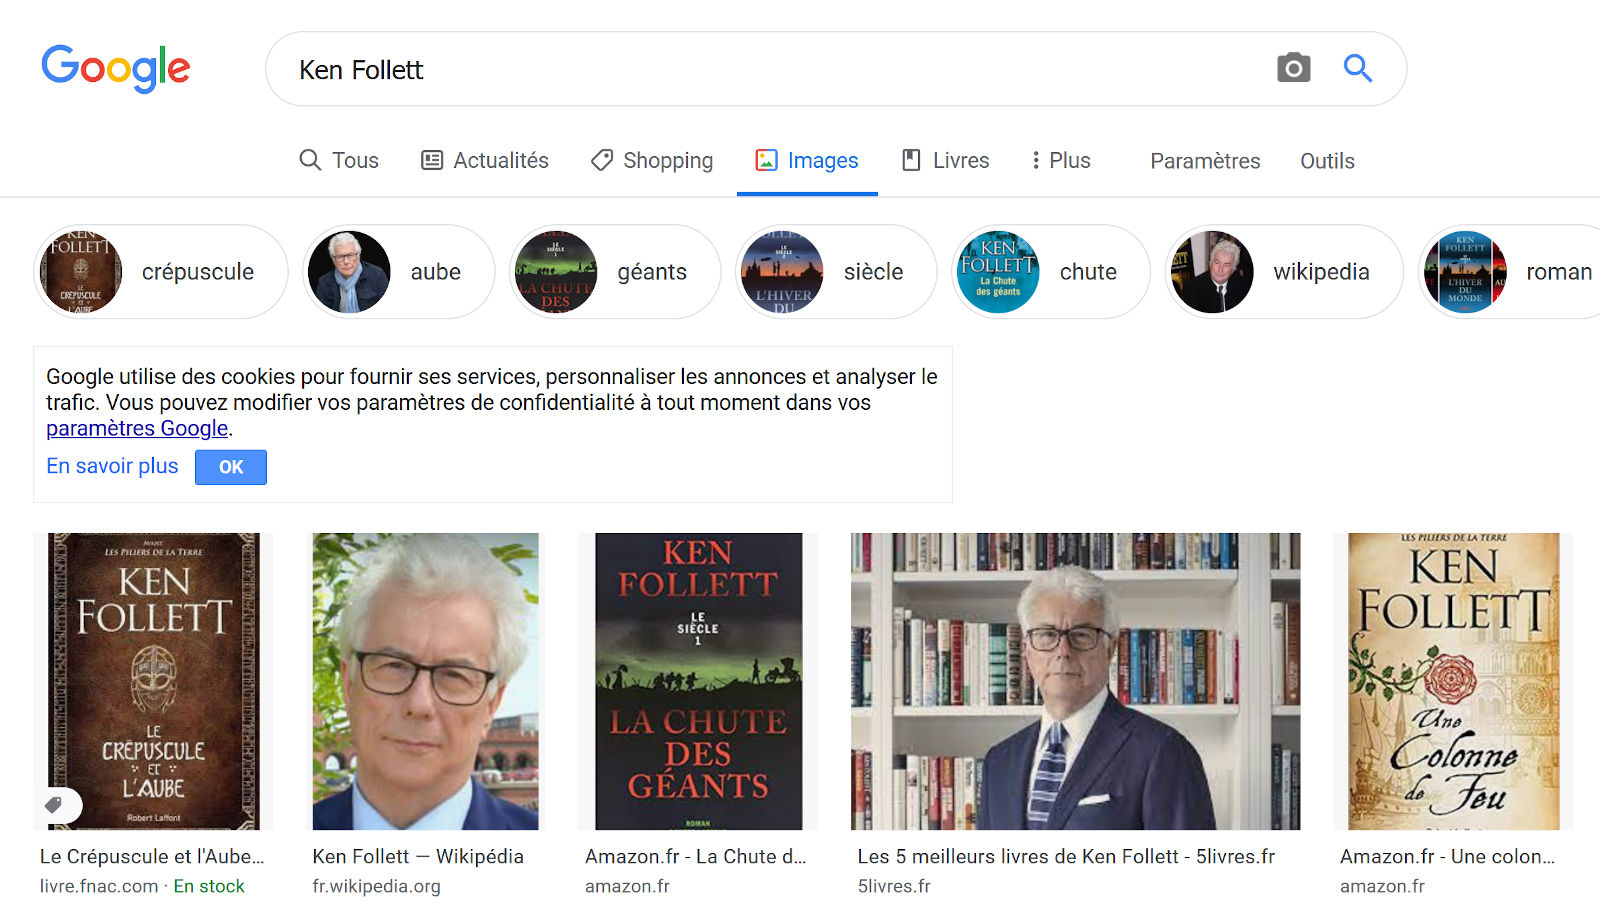 Google
Ken Follett
Tous
Actualités
Shopping
Images
Livres
Plus
Paramètres
Outils
KEN
FOLLETT
LE
CRÉPUSCULE
ET
L'AUBE
crépuscule
aube
LE
SIÈCLE
1
LA CHUTE
DES
géants
LE
SIÈCLE
2
L'HIVER
DU
siècle
KEN
FOLLETT
La Chute
des géants
chute
wikipedia
KEN
FOLLETT
L'HIVER
DU
MONDE
roman
Google utilise des cookies pour fournir ses services, personnaliser les annonces et analyser le
trafic. Vous pouvez modifier vos paramètres de confidentialité à tout moment dans vos
paramètres Google.
En savoir plus
OK
AVANT
LES PILIERS DE LA TERRE
KEN
FOLLETT
LE
CRÉPUSCULE
ET
L'AUBE
Robert Laffont
KEN
FOLLETT
LE
SIÈCLE
1
LA CHUTE
DES
GÉANTS
ROMAN
LES PILIERS DE LA TERRE
KEN
FOLLETT
Une
Colonne
de Feu
Le Crépuscule et l'Aube...
livre.fnac.com · En stock
Ken Follett — Wikipédia
fr.wikipedia.org
Amazon.fr - La Chute d...
amazon.fr
Les 5 meilleurs livres de Ken Follett - 5livres.fr
5livres.fr
Amazon.fr - Une colon...
amazon.fr